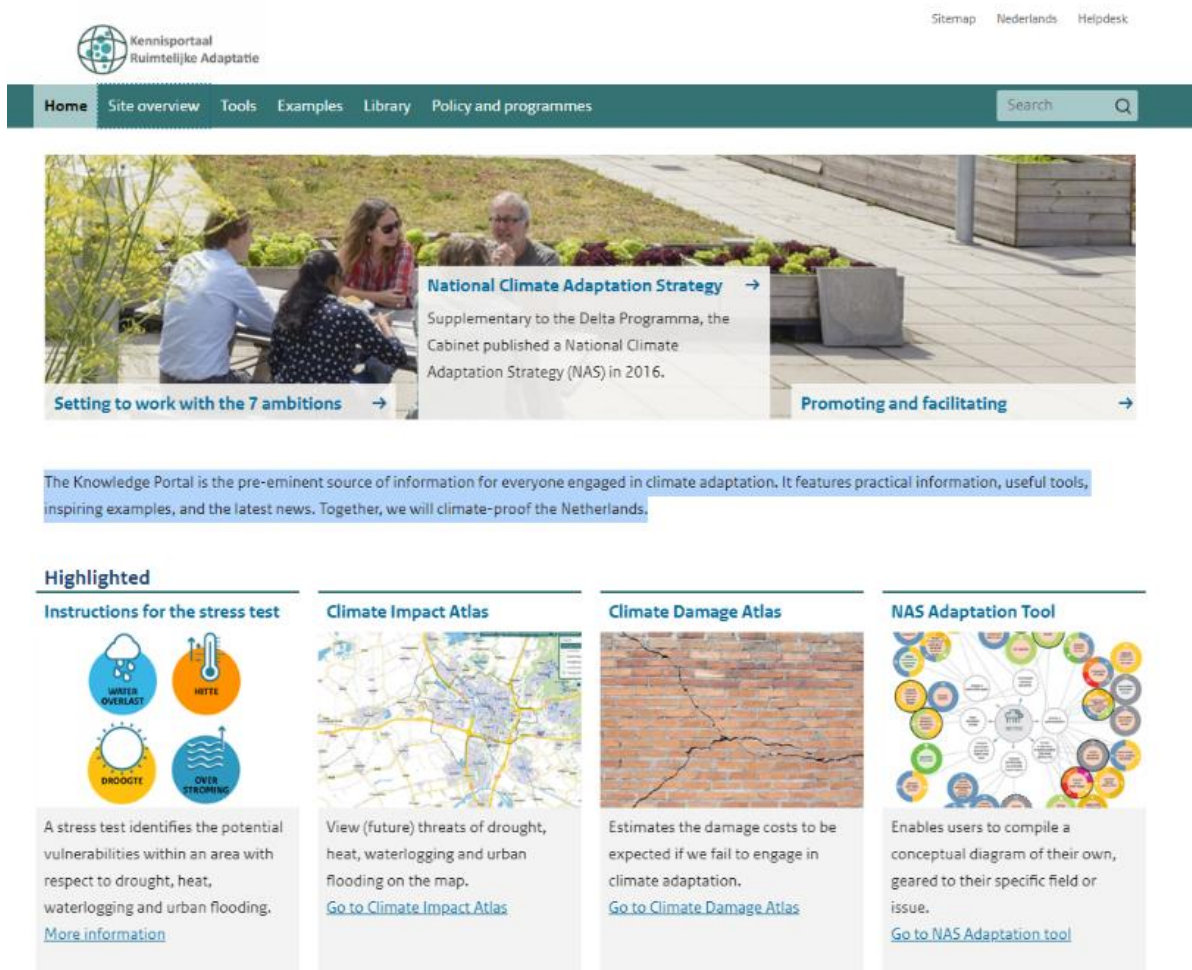 Sitemap Nederlands Helpdesk
Kennisportaal
Ruimtelijke Adaptatie
Home Site overview Tools Examples Library Policy and programmes Search
National Climate Adaptation Strategy →
Supplementary to the Delta Programma, the
Cabinet published a National Climate
Adaptation Strategy (NAS) in 2016.
Setting to work with the 7 ambitions →
Promoting and facilitating →
The Knowledge Portal is the pre-eminent source of information for everyone engaged in climate adaptation. It features practical information, useful tools,
inspiring examples, and the latest news. Together, we will climate-proof the Netherlands.
Highlighted
Instructions for the stress test
WATER
OVERLAST
HITTE
DROOGTE
OVER
STROMING
A stress test identifies the potential
vulnerabilities within an area with
respect to drought, heat,
waterlogging and urban flooding.
More information
Climate Impact Atlas
View (future) threats of drought,
heat, waterlogging and urban
flooding on the map.
Go to Climate Impact Atlas
Climate Damage Atlas
Estimates the damage costs to be
expected if we fail to engage in
climate adaptation.
Go to Climate Damage Atlas
NAS Adaptation Tool
Enables users to compile a
conceptual diagram of their own,
geared to their specific field or
issue.
Go to NAS Adaptation tool